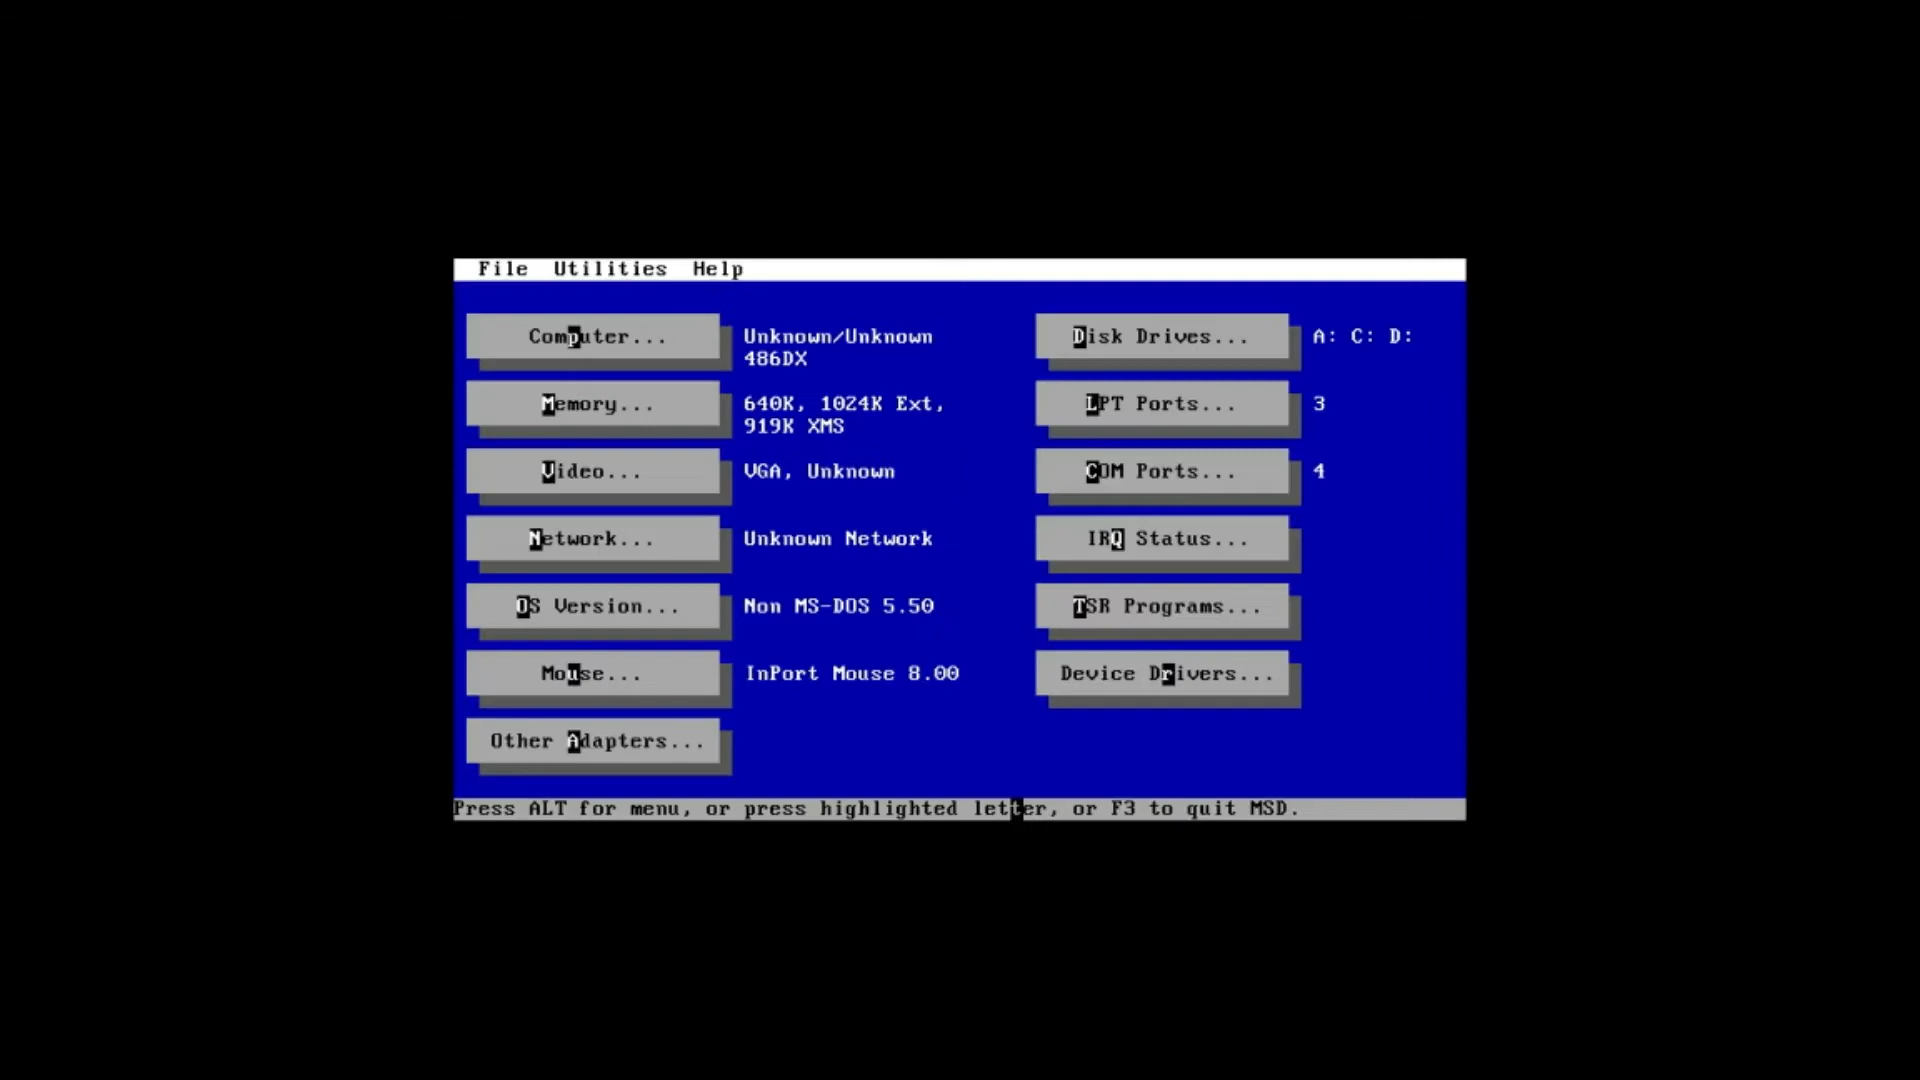 File Utilities Help
Computer... Unknown/Unknown Disk Drives... A: C: D:
486DX
Memory... 640K, 1024K Ext, LPT Ports... 3
919K XMS
Video... VGA, Unknown COM Ports... 4
Network... Unknown Network IRQ Status...
OS Version... Non MS-DOS 5.50 TSR Programs...
Mouse... InPort Mouse 8.00 Device Drivers...
Other Adapters...
Press ALT for menu, or press highlighted letter, or F3 to quit MSD.